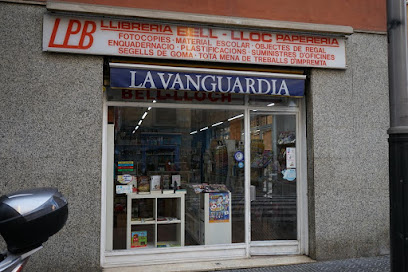 LPB
LLIBRERIA BELL - LLOC PAPERERIA
FOTOCOPIES · MATERIAL ESCOLAR · OBJECTES DE REGAL
ENQUADERNACIO · PLASTIFICACIONS · SUMINISTRES D'OFICINES
SEGELLS DE GOMA · TOTA MENA DE TREBALLS D'IMPREMTA
LA VANGUARDIA
BELL-LLOCH